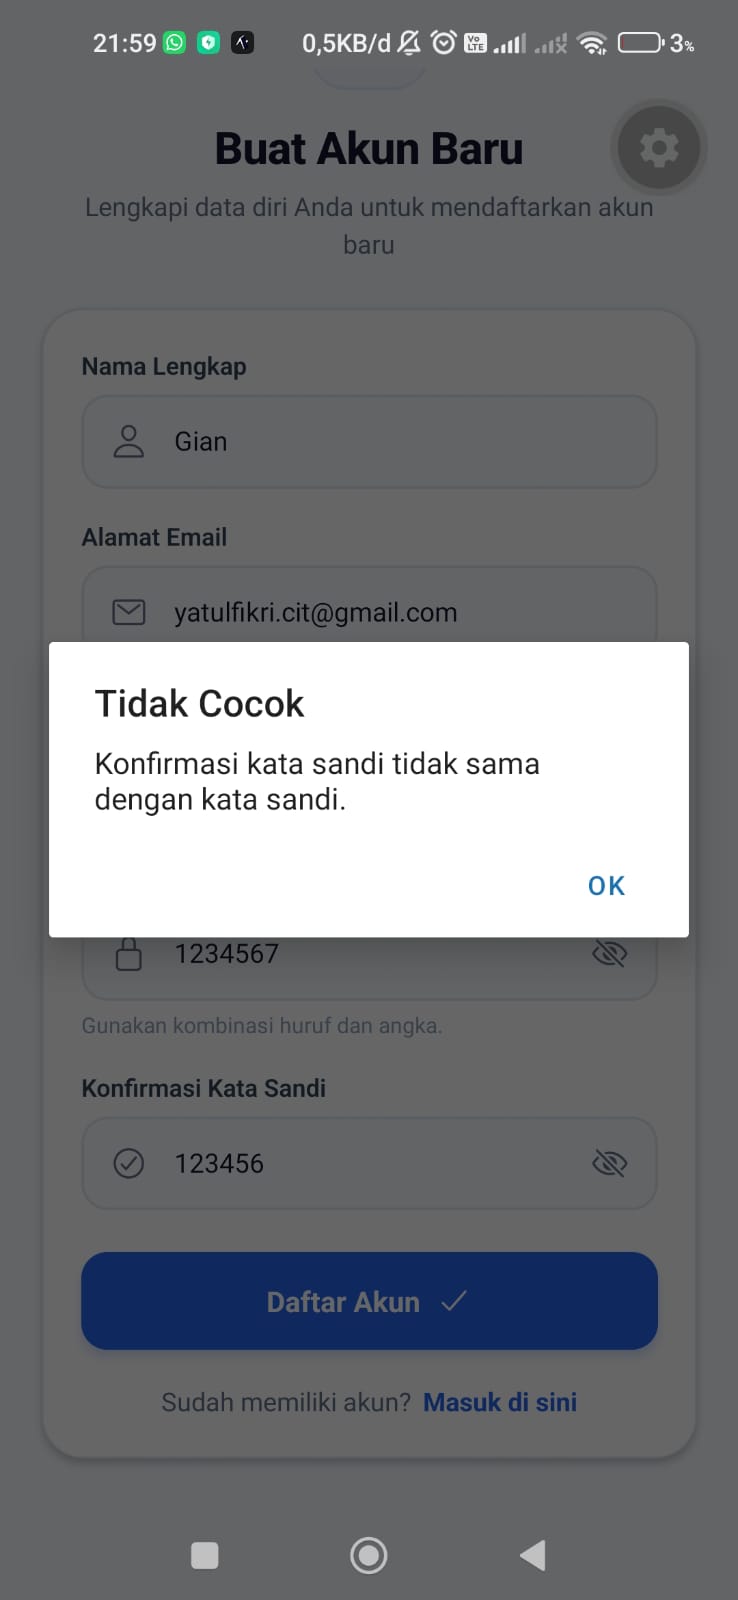 21:59 0,5KB/d Vo LTE 3%
Buat Akun Baru
Lengkapi data diri Anda untuk mendaftarkan akun
baru
Nama Lengkap
Gian
Alamat Email
yatulfikri.cit@gmail.com
Tidak Cocok
Konfirmasi kata sandi tidak sama
dengan kata sandi.
OK
1234567
Gunakan kombinasi huruf dan angka.
Konfirmasi Kata Sandi
123456
Daftar Akun
Sudah memiliki akun? Masuk di sini